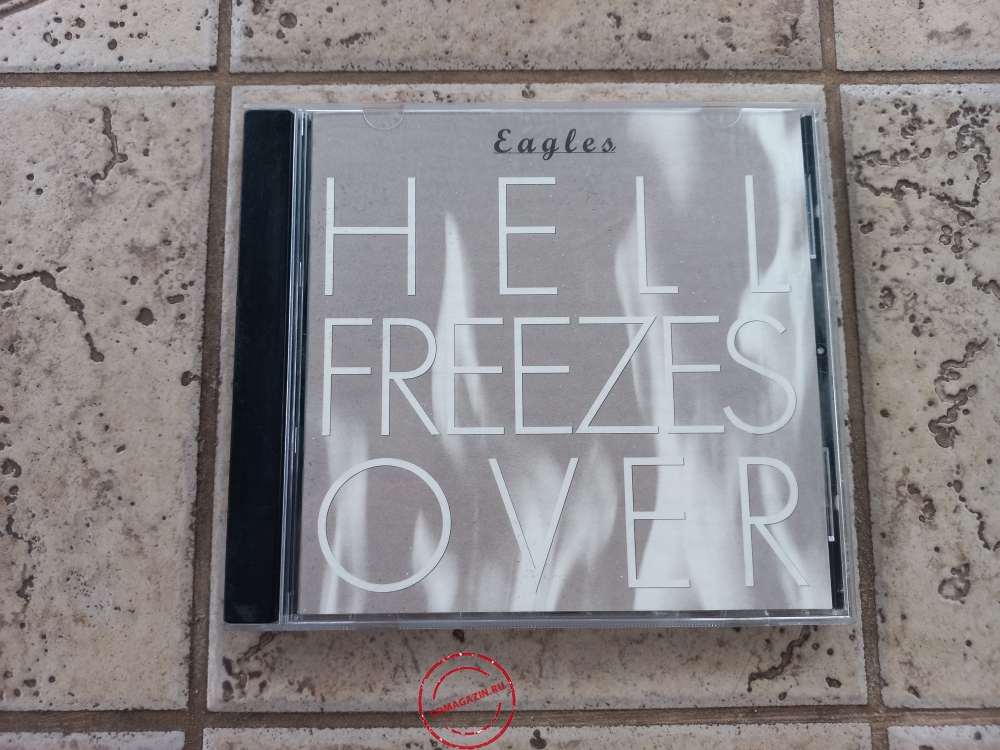 Eagles
HELL
FREEZES
OVER
CDMAGAZIN.RU